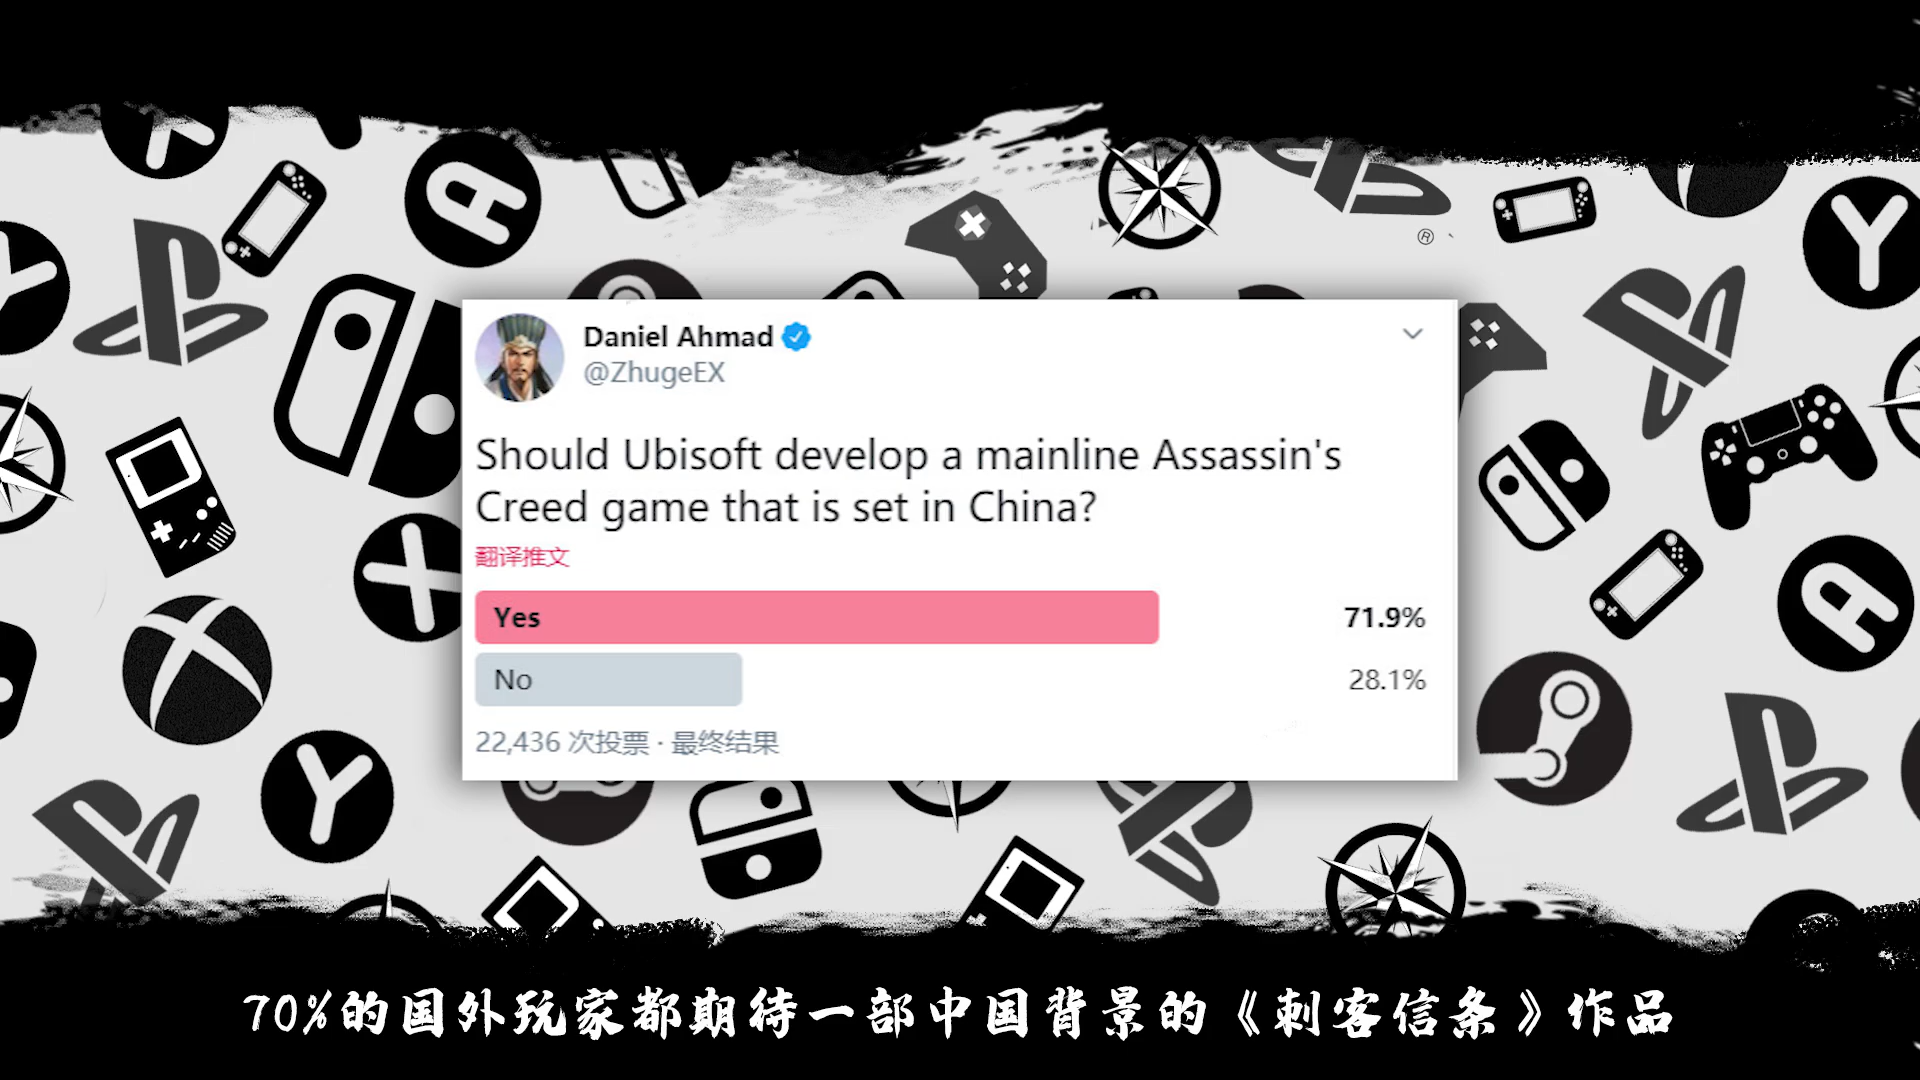 Daniel Ahmad
@ZhugeEX
Should Ubisoft develop a mainline Assassin's
Creed game that is set in China?
翻译推文
Yes 71.9%
No 28.1%
22,436 次投票 · 最终结果
70%的国外玩家都期待一部中国背景的《刺客信条》作品